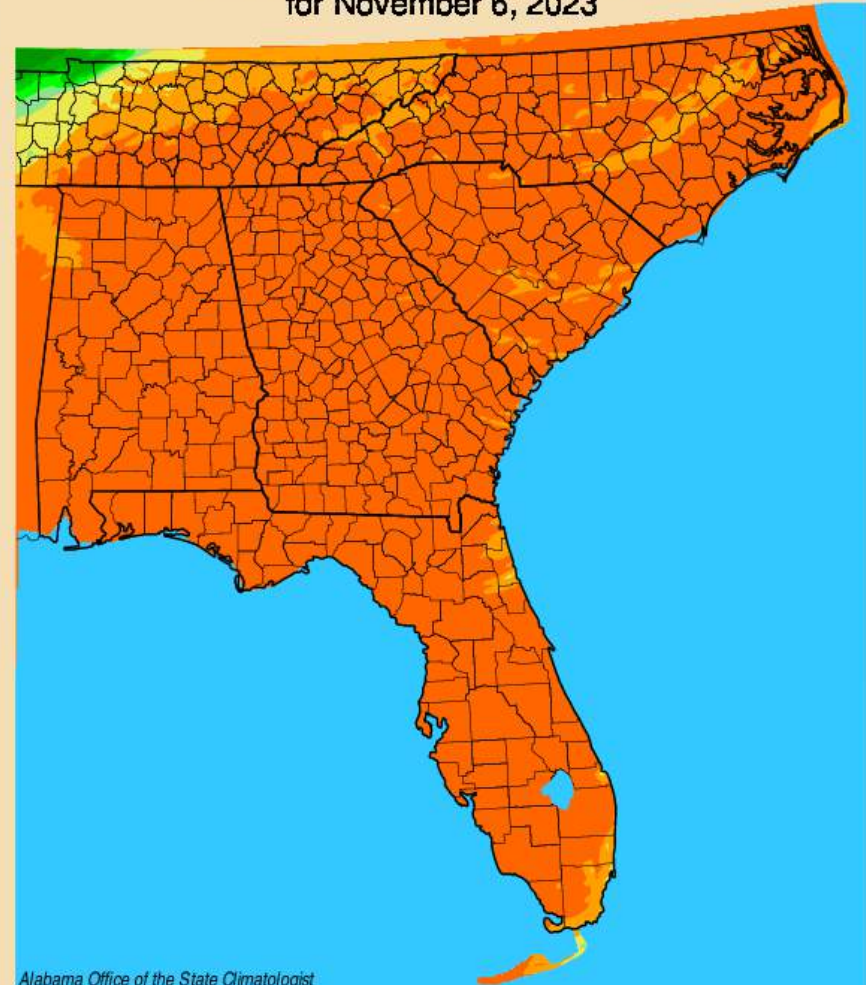 for November 6, 2023
Alabama Office of the State Climatologist